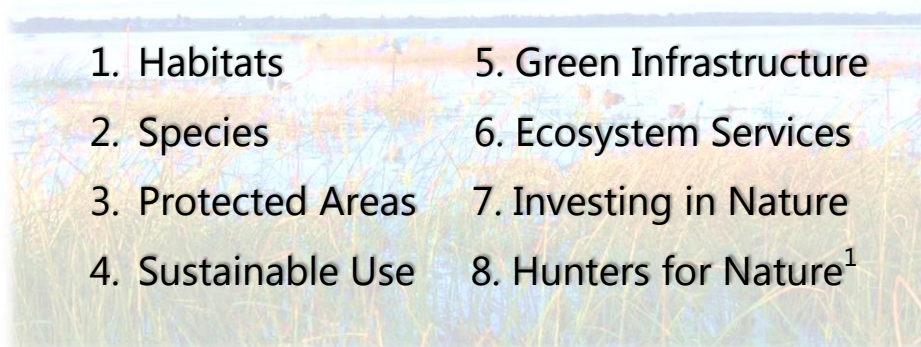 1. Habitats
2. Species
3. Protected Areas
4. Sustainable Use
5. Green Infrastructure
6. Ecosystem Services
7. Investing in Nature
8. Hunters for Nature¹